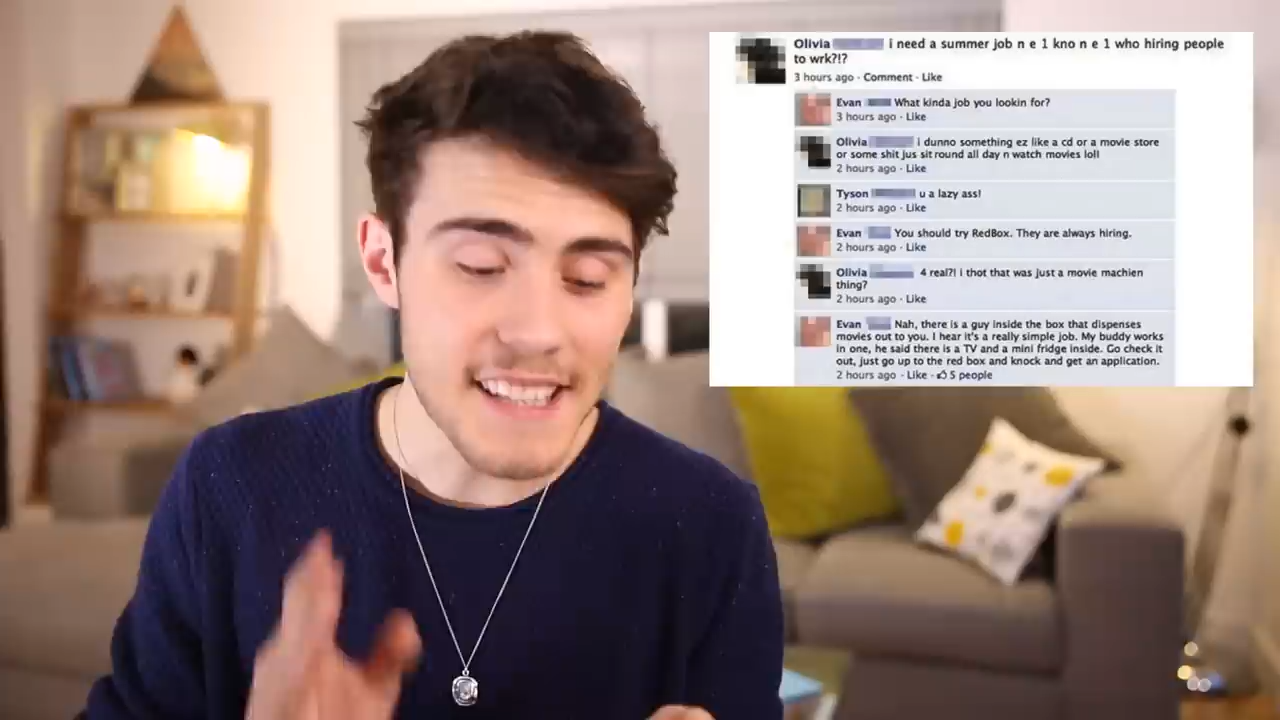 Olivia i need a summer job n e 1 kno n e 1 who hiring people
to wrk?!?
3 hours ago · Comment · Like
Evan What kinda job you lookin for?
3 hours ago · Like
Olivia i dunno something ez like a cd or a movie store
or some shit jus sit round all day n watch movies loll
2 hours ago · Like
Tyson u a lazy ass!
2 hours ago · Like
Evan You should try RedBox. They are always hiring.
2 hours ago · Like
Olivia 4 real?! i thot that was just a movie machien
thing?
2 hours ago · Like
Evan Nah, there is a guy inside the box that dispenses
movies out to you. I hear it's a really simple job. My buddy works
in one, he said there is a TV and a mini fridge inside. Go check it
out, just go up to the red box and knock and get an application.
2 hours ago · Like · 5 people